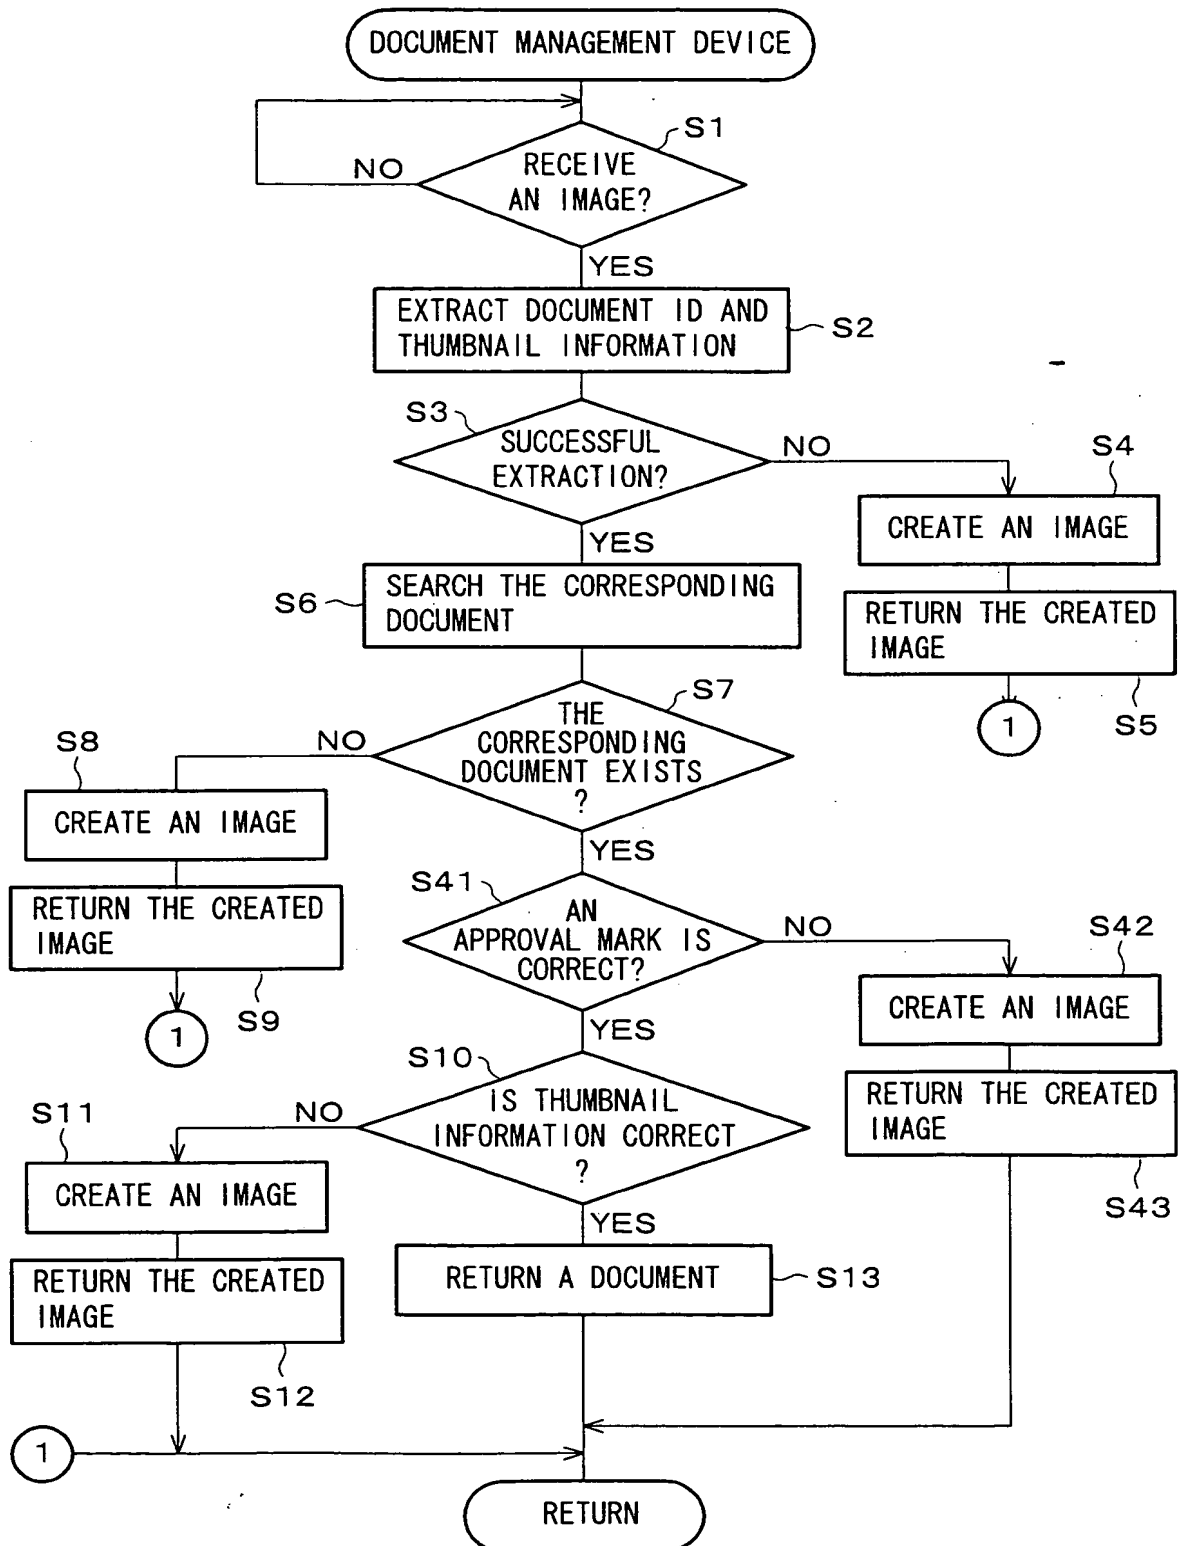 DOCUMENT MANAGEMENT DEVICE
S1
RECEIVE
AN IMAGE?
NO
YES
EXTRACT DOCUMENT ID AND
THUMBNAIL INFORMATION
S2
S3
SUCCESSFUL
EXTRACTION?
NO
S4
CREATE AN IMAGE
YES
S6
SEARCH THE CORRESPONDING
DOCUMENT
RETURN THE CREATED
IMAGE
S5
1
S7
THE
CORRESPONDING
DOCUMENT EXISTS
?
NO
S8
CREATE AN IMAGE
YES
RETURN THE CREATED
IMAGE
S9
1
S41
AN
APPROVAL MARK IS
CORRECT?
NO
S42
CREATE AN IMAGE
YES
RETURN THE CREATED
IMAGE
S43
S10
IS THUMBNAIL
INFORMATION CORRECT
?
NO
S11
CREATE AN IMAGE
YES
RETURN THE CREATED
IMAGE
S12
RETURN A DOCUMENT
S13
1
RETURN